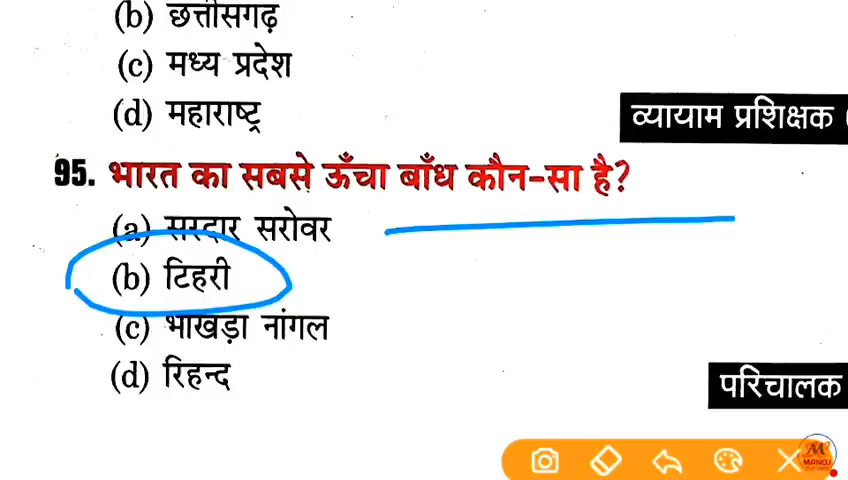 (b) छत्तीसगढ़
(c) मध्य प्रदेश
(d) महाराष्ट्र
व्यायाम प्रशिक्षक
95. भारत का सबसे ऊँचा बाँध कौन-सा है?
(a) सरदार सरोवर
(b) टिहरी
(c) भाखड़ा नांगल
(d) रिहन्द
परिचालक
MANOJ